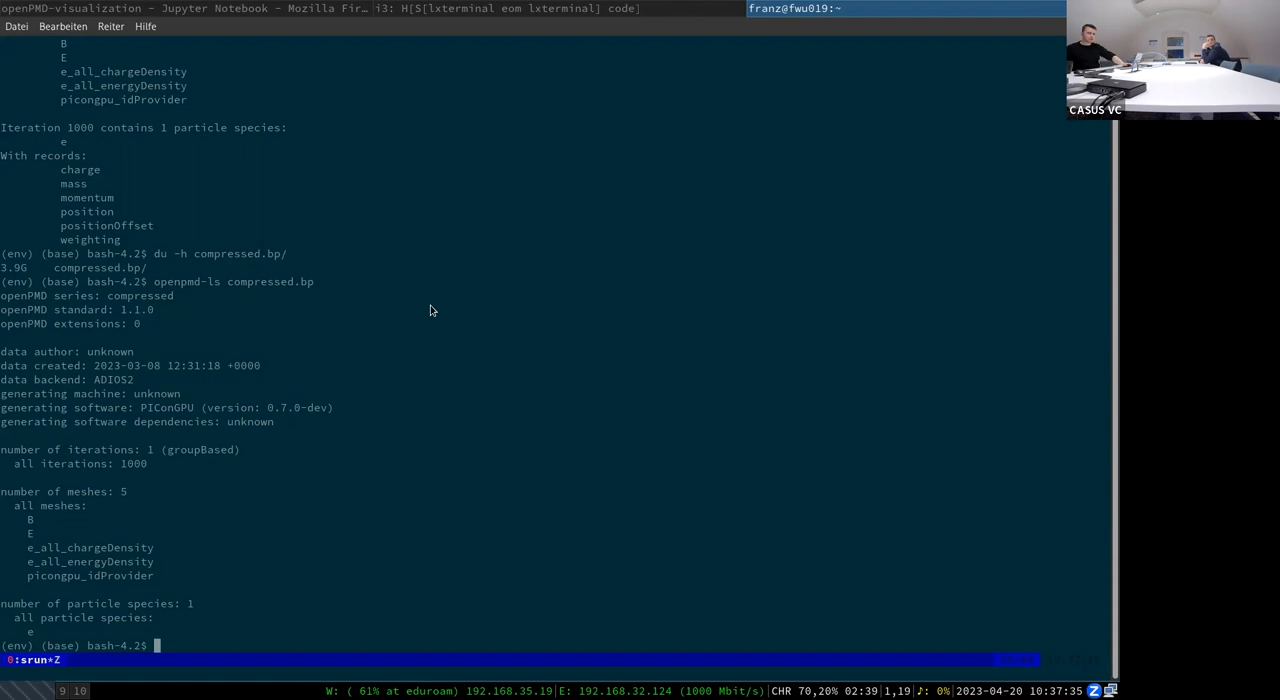 openPMD-visualization - Jupyter Notebook - Mozilla Fir… i3: H[S[lxterminal eom lxterminal] code] franz@fwu019:~
Datei Bearbeiten Reiter Hilfe
B
E
e_all_chargeDensity
e_all_energyDensity
picongpu_idProvider
Iteration 1000 contains 1 particle species:
e
With records:
charge
mass
momentum
position
positionOffset
weighting
(env) (base) bash-4.2$ du -h compressed.bp/
3.9G compressed.bp/
(env) (base) bash-4.2$ openpmd-ls compressed.bp
openPMD series: compressed
openPMD standard: 1.1.0
openPMD extensions: 0
data author: unknown
data created: 2023-03-08 12:31:18 +0000
data backend: ADIOS2
generating machine: unknown
generating software: PIConGPU (version: 0.7.0-dev)
generating software dependencies: unknown
number of iterations: 1 (groupBased)
all iterations: 1000
number of meshes: 5
all meshes:
B
E
e_all_chargeDensity
e_all_energyDensity
picongpu_idProvider
number of particle species: 1
all particle species:
e
(env) (base) bash-4.2$
0:srun*Z
9 10 W: ( 61% at eduroam) 192.168.35.19|E: 192.168.32.124 (1000 Mbit/s)|CHR 70,20% 02:39|1,19|♪: 0%|2023-04-20 10:37:35 Z
CASUS VC